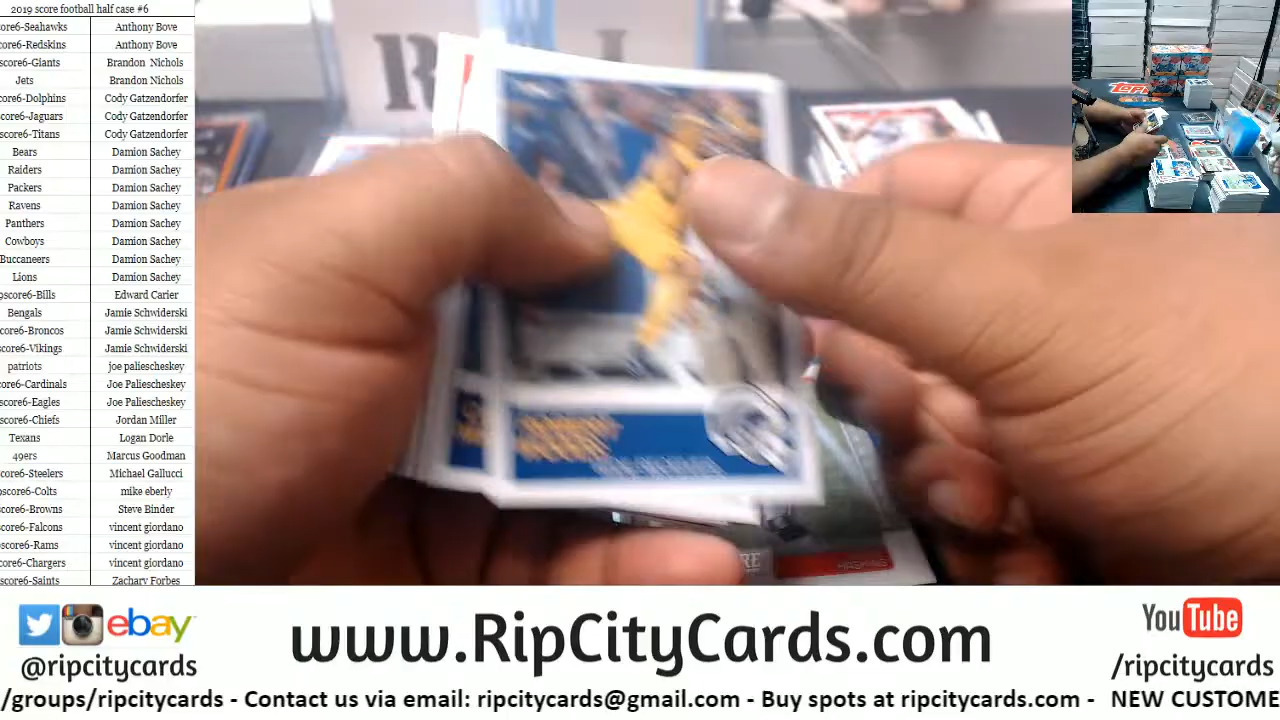 2019 score football half case #6
core6-Seahawks Anthony Bove
core6-Redskins Anthony Bove
score6-Giants Brandon Nichols
Jets Brandon Nichols
core6-Dolphins Cody Gatzendorfer
core6-Jaguars Cody Gatzendorfer
score6-Titans Cody Gatzendorfer
Bears Damion Sachey
Raiders Damion Sachey
Packers Damion Sachey
Ravens Damion Sachey
Panthers Damion Sachey
Cowboys Damion Sachey
Buccaneers Damion Sachey
Lions Damion Sachey
9score6-Bills Edward Carier
Bengals Jamie Schwiderski
score6-Broncos Jamie Schwiderski
score6-Vikings Jamie Schwiderski
patriots joe paliescheskey
core6-Cardinals Joe Paliescheskey
score6-Eagles Joe Paliescheskey
score6-Chiefs Jordan Miller
Texans Logan Dorle
49ers Marcus Goodman
score6-Steelers Michael Gallucci
score6-Colts mike eberly
score6-Browns Steve Binder
score6-Falcons vincent giordano
score6-Rams vincent giordano
core6-Chargers vincent giordano
score6-Saints Zachary Forbes
Topps
ebay
@ripcitycards
www.RipCityCards.com
YouTube
/ripcitycards
/groups/ripcitycards - Contact us via email: ripcitycards@gmail.com - Buy spots at ripcitycards.com - NEW CUSTOME